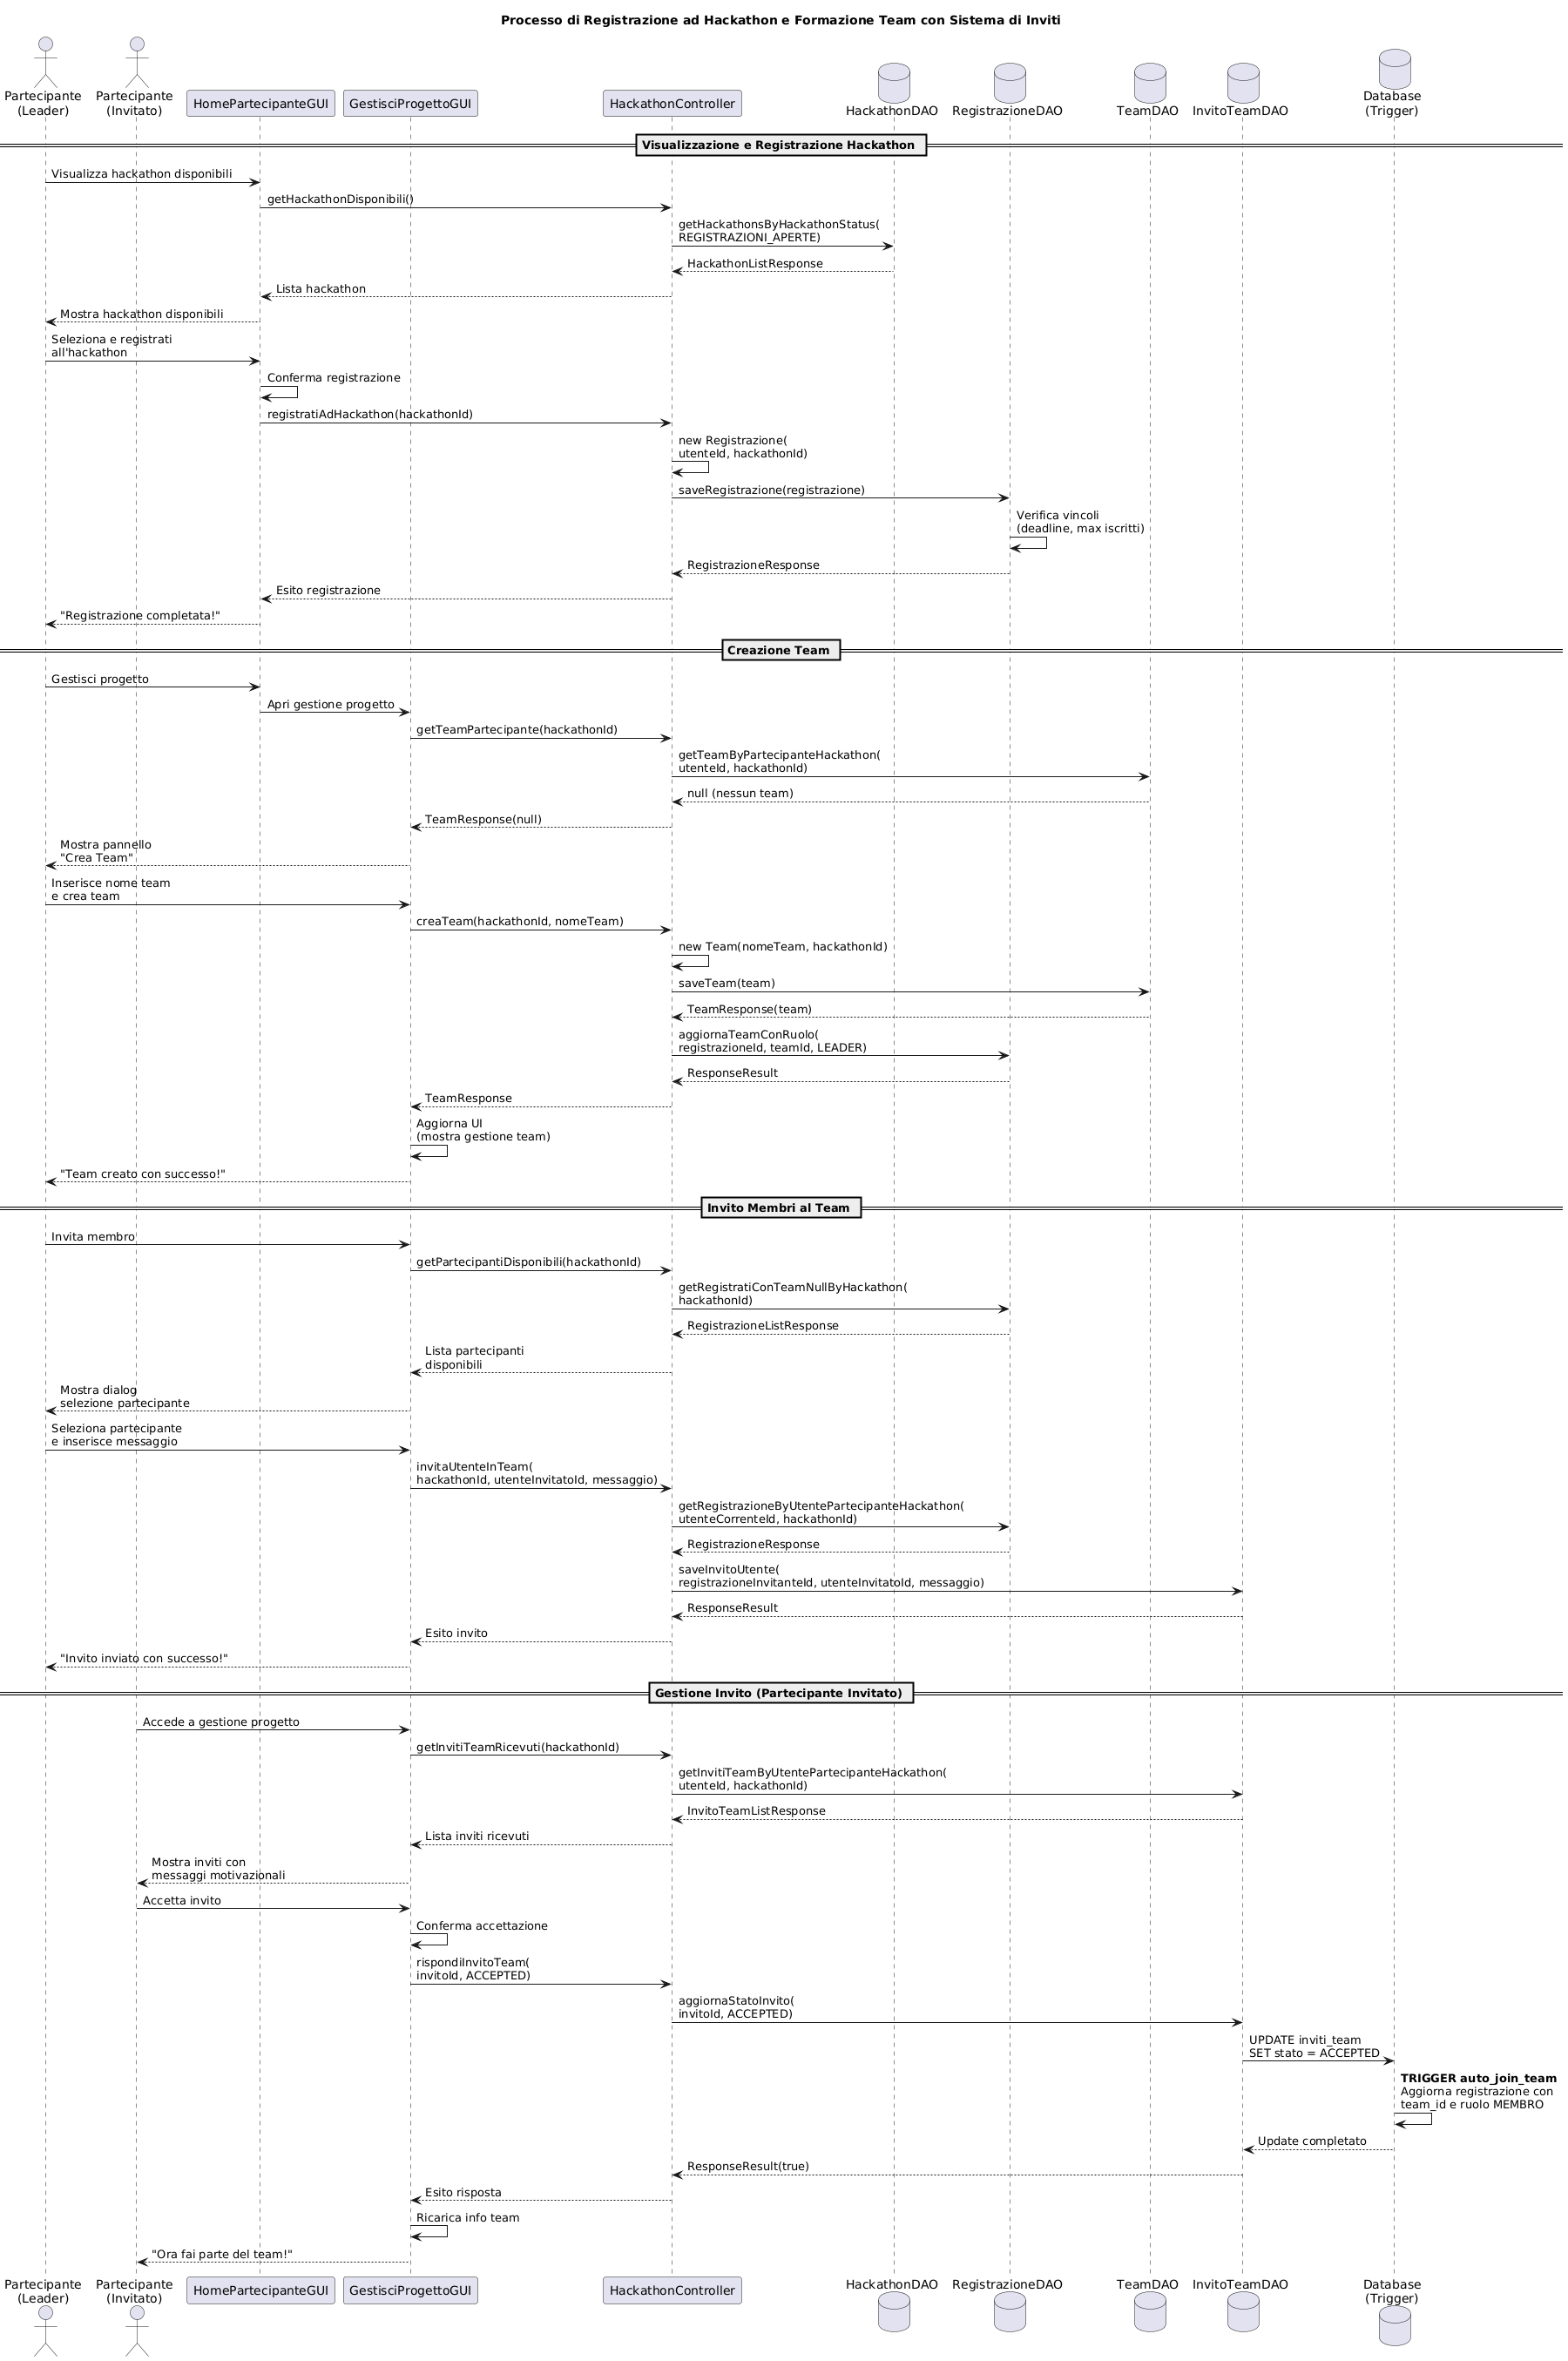 Processo di Registrazione ad Hackathon e Formazione Team con Sistema di Inviti
Partecipante
(Leader)
Partecipante
(Invitato)
HomePartecipanteGUI
GestisciProgettoGUI
HackathonController
HackathonDAO
RegistrazioneDAO
TeamDAO
InvitoTeamDAO
Database
(Trigger)
Visualizzazione e Registrazione Hackathon
Visualizza hackathon disponibili
getHackathonDisponibili()
getHackathonsByHackathonStatus(
REGISTRAZIONI_APERTE)
HackathonListResponse
Lista hackathon
Mostra hackathon disponibili
Seleziona e registrati
all'hackathon
Conferma registrazione
registratiAdHackathon(hackathonId)
new Registrazione(
utenteId, hackathonId)
saveRegistrazione(registrazione)
Verifica vincoli
(deadline, max iscritti)
RegistrazioneResponse
Esito registrazione
"Registrazione completata!"
Creazione Team
Gestisci progetto
Apri gestione progetto
getTeamPartecipante(hackathonId)
getTeamByPartecipanteHackathon(
utenteId, hackathonId)
null (nessun team)
TeamResponse(null)
Mostra pannello
"Crea Team"
Inserisce nome team
e crea team
creaTeam(hackathonId, nomeTeam)
new Team(nomeTeam, hackathonId)
saveTeam(team)
TeamResponse(team)
aggiornaTeamConRuolo(
registrazioneId, teamId, LEADER)
ResponseResult
TeamResponse
Aggiorna UI
(mostra gestione team)
"Team creato con successo!"
Invito Membri al Team
Invita membro
getPartecipantiDisponibili(hackathonId)
getRegistratiConTeamNullByHackathon(
hackathonId)
RegistrazioneListResponse
Lista partecipanti
disponibili
Mostra dialog
selezione partecipante
Seleziona partecipante
e inserisce messaggio
invitaUtenteInTeam(
hackathonId, utenteInvitatoId, messaggio)
getRegistrazioneByUtentePartecipanteHackathon(
utenteCorrenteId, hackathonId)
RegistrazioneResponse
saveInvitoUtente(
registrazioneInvitanteId, utenteInvitatoId, messaggio)
ResponseResult
Esito invito
"Invito inviato con successo!"
Gestione Invito (Partecipante Invitato)
Accede a gestione progetto
getInvitiTeamRicevuti(hackathonId)
getInvitiTeamByUtentePartecipanteHackathon(
utenteId, hackathonId)
InvitoTeamListResponse
Lista inviti ricevuti
Mostra inviti con
messaggi motivazionali
Accetta invito
Conferma accettazione
rispondiInvitoTeam(
invitoId, ACCEPTED)
aggiornaStatoInvito(
invitoId, ACCEPTED)
UPDATE inviti_team
SET stato = ACCEPTED
TRIGGER auto_join_team
Aggiorna registrazione con
team_id e ruolo MEMBRO
Update completato
ResponseResult(true)
Esito risposta
Ricarica info team
"Ora fai parte del team!"
Partecipante
(Leader)
Partecipante
(Invitato)
HomePartecipanteGUI
GestisciProgettoGUI
HackathonController
HackathonDAO
RegistrazioneDAO
TeamDAO
InvitoTeamDAO
Database
(Trigger)